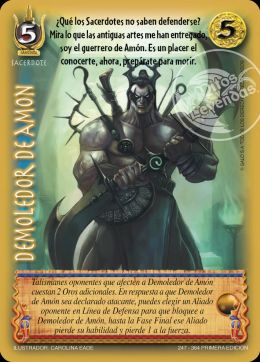 5
SACERDOTE
¿Qué los Sacerdotes no saben defenderse?
Mira lo que las antiguas artes me han entregado,
soy el guerrero de Amón. Es un placer el
conocerte, ahora, prepárate para morir.
5
DEMOLEDOR DE AMON
Talismanes oponentes que afectén a Demoledor de Amón
cuestan 2 Oros adicionales. En respuesta a que Demoledor
de Amón sea declarado atacante, puedes elegir un Aliado
oponente en Línea de Defensa para que bloquee a
Demoledor de Amón, hasta la Fase Final ese Aliado
pierde su habilidad y pierde 1 a la fuerza.
ILUSTRADOR: CAROLINA EADE
247 - 364 PRIMERA EDICION